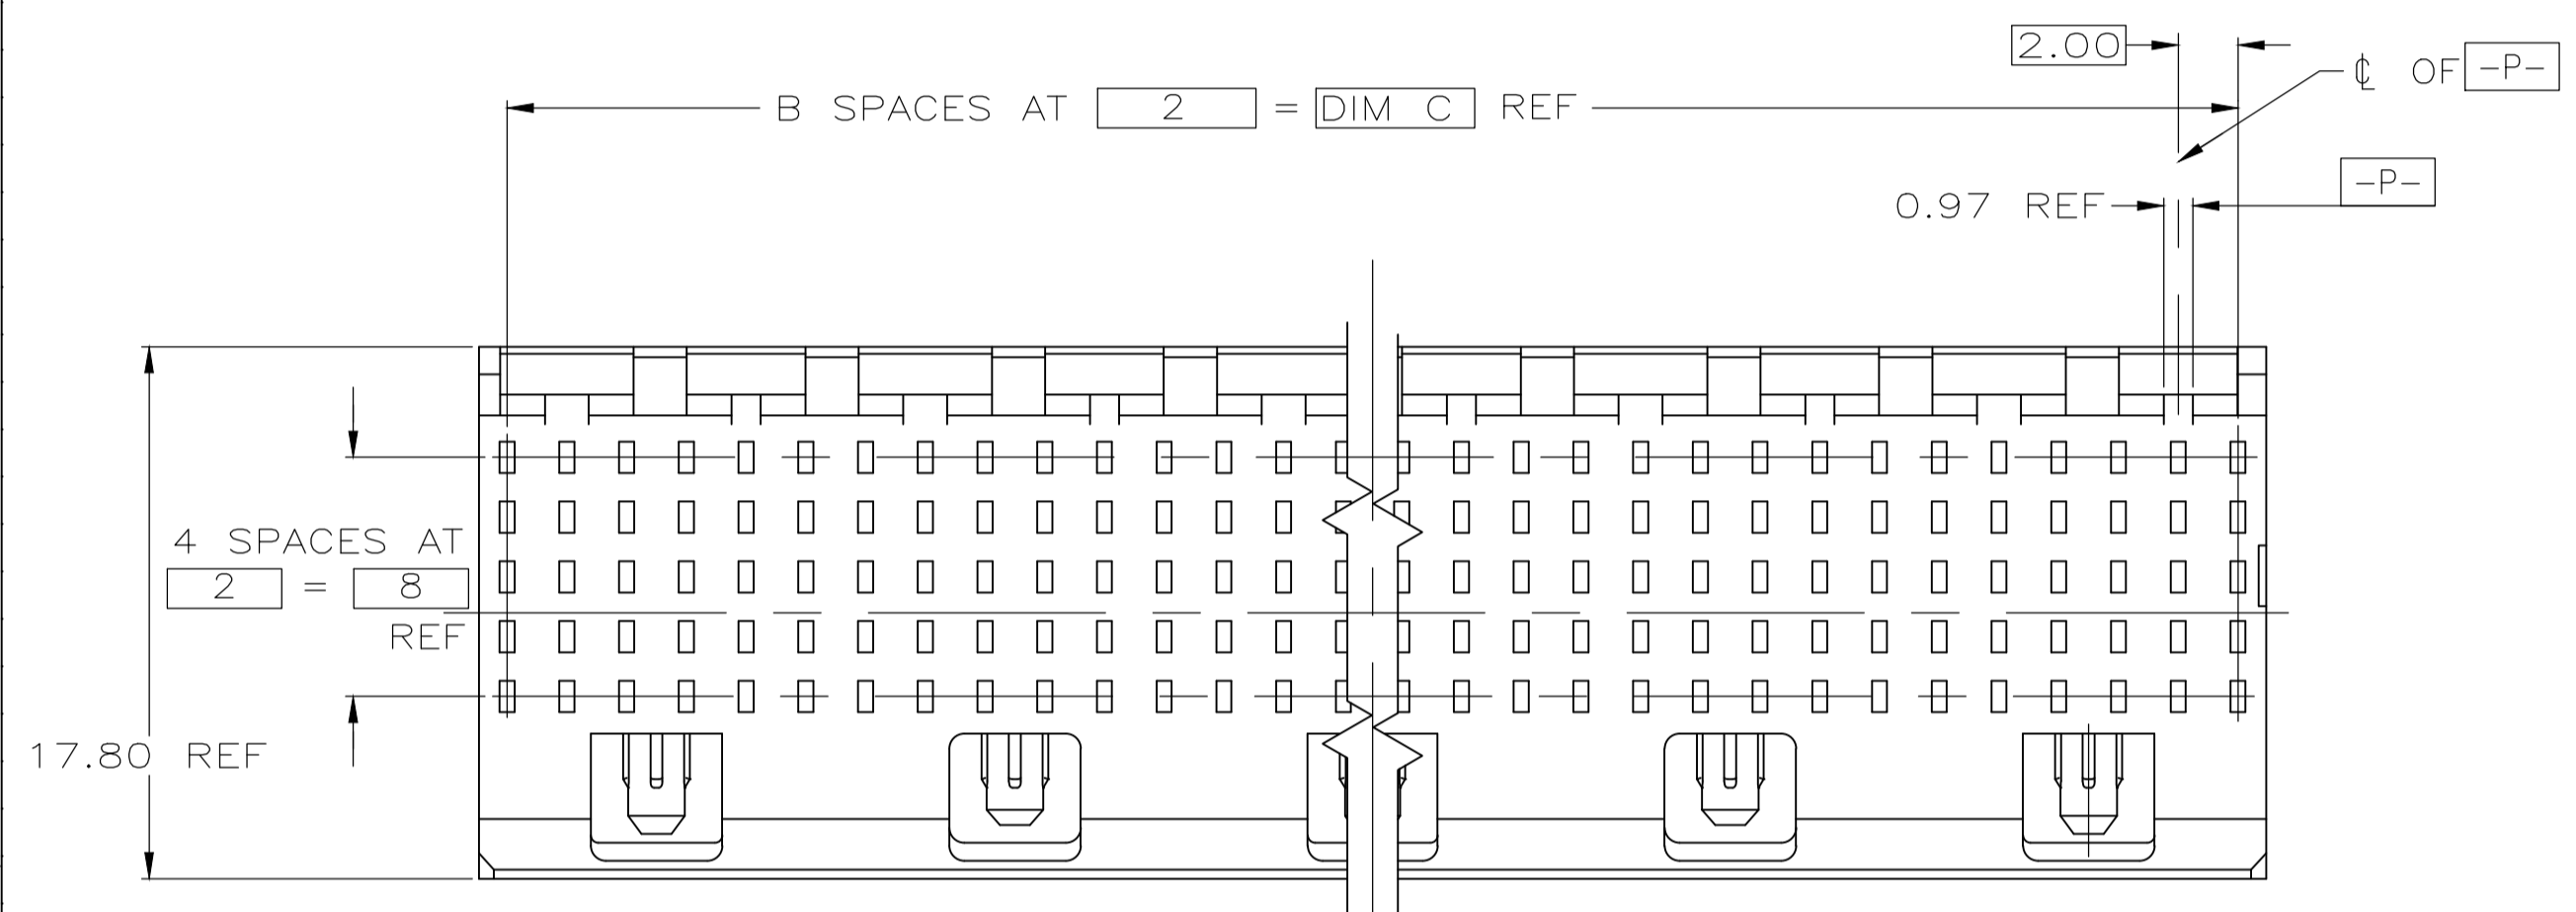 2.00
℄ OF -P-
B SPACES AT 2 = DIM C REF
-P-
0.97 REF
4 SPACES AT
2 = 8
REF
17.80 REF